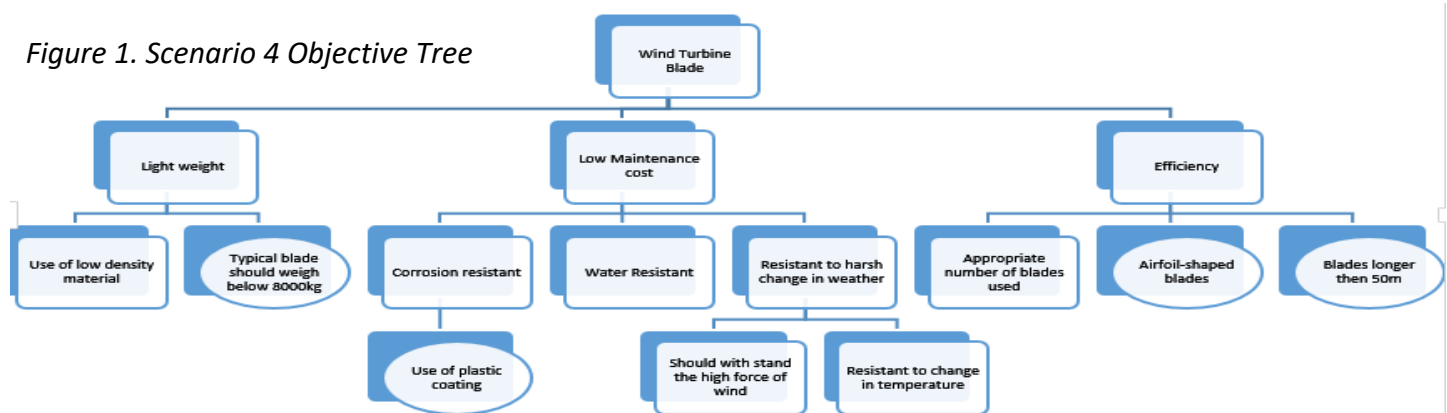 Figure 1. Scenario 4 Objective Tree
Wind Turbine
Blade
Light weight
Low Maintenance
cost
Efficiency
Use of low density
material
Typical blade
should weigh
below 8000kg
Corrosion resistant
Water Resistant
Resistant to harsh
change in weather
Appropriate
number of blades
used
Airfoil-shaped
blades
Blades longer
then 50m
Use of plastic
coating
Should with stand
the high force of
wind
Resistant to change
in temperature